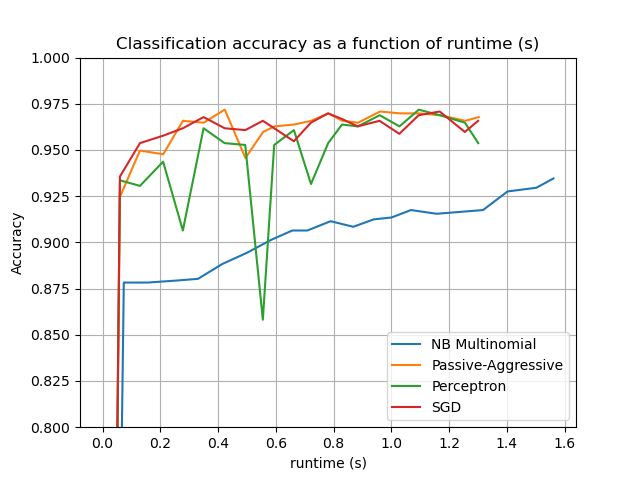 Classification accuracy as a function of runtime (s)
1.000
0.975
0.950
0.925
0.900
0.875
0.850
0.825
0.800
Accuracy
NB Multinomial
Passive-Aggressive
Perceptron
SGD
0.0 0.2 0.4 0.6 0.8 1.0 1.2 1.4 1.6
runtime (s)